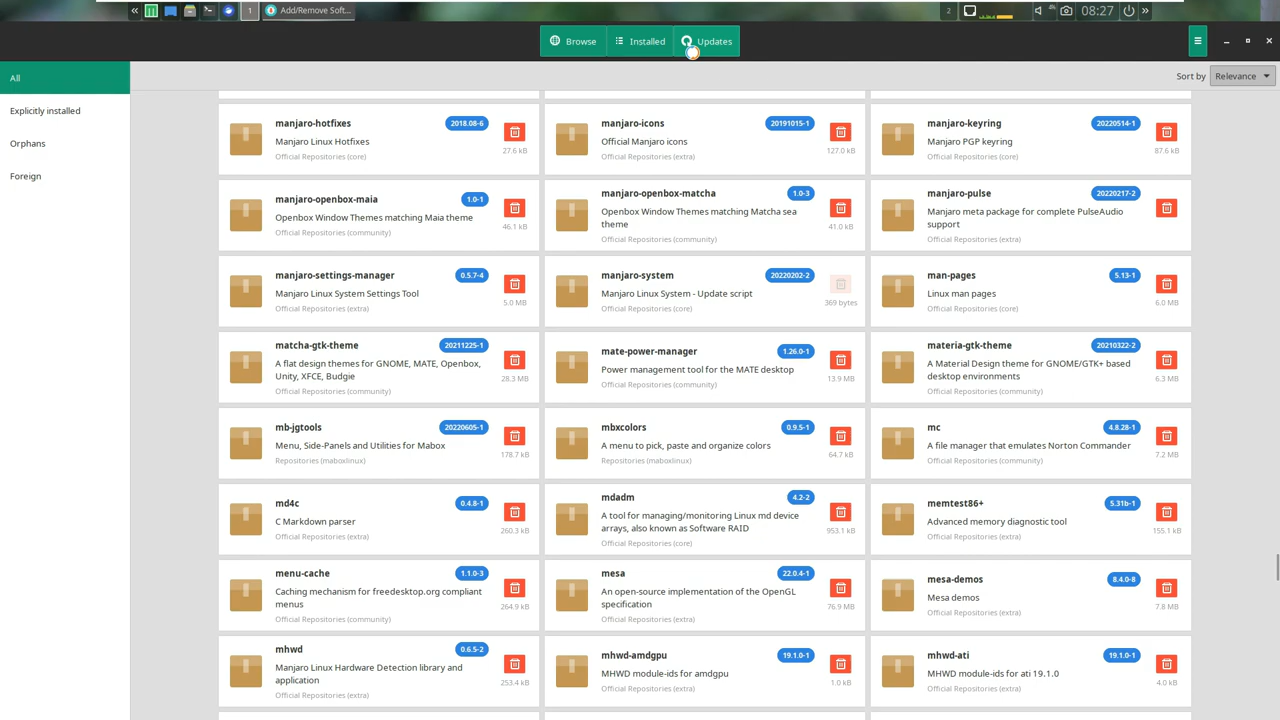 « 1 Add/Remove Soft... 2 08:27 »
Browse Installed Updates
All
Explicitly installed
Orphans
Foreign
Sort by Relevance
manjaro-hotfixes 2018.08-6
Manjaro Linux Hotfixes
Official Repositories (core)
27.6 kB
manjaro-icons 20191015-1
Official Manjaro icons
Official Repositories (extra)
127.0 kB
manjaro-keyring 20220514-1
Manjaro PGP keyring
Official Repositories (core)
87.6 kB
manjaro-openbox-maia 1.0-1
Openbox Window Themes matching Maia theme
Official Repositories (community)
46.1 kB
manjaro-openbox-matcha 1.0-3
Openbox Window Themes matching Matcha sea
theme
Official Repositories (community)
41.0 kB
manjaro-pulse 20220217-2
Manjaro meta package for complete PulseAudio
support
Official Repositories (extra)
manjaro-settings-manager 0.5.7-4
Manjaro Linux System Settings Tool
Official Repositories (extra)
5.0 MB
manjaro-system 20220202-2
Manjaro Linux System - Update script
Official Repositories (core)
369 bytes
man-pages 5.13-1
Linux man pages
Official Repositories (core)
6.0 MB
matcha-gtk-theme 20211225-1
A flat design themes for GNOME, MATE, Openbox,
Unity, XFCE, Budgie
Official Repositories (community)
28.3 MB
mate-power-manager 1.26.0-1
Power management tool for the MATE desktop
Official Repositories (community)
13.9 MB
materia-gtk-theme 20210322-2
A Material Design theme for GNOME/GTK+ based
desktop environments
Official Repositories (community)
6.3 MB
mb-jgtools 20220605-1
Menu, Side-Panels and Utilities for Mabox
Repositories (maboxlinux)
178.7 kB
mbxcolors 0.9.5-1
A menu to pick, paste and organize colors
Repositories (maboxlinux)
64.7 kB
mc 4.8.28-1
A file manager that emulates Norton Commander
Official Repositories (community)
7.2 MB
md4c 0.4.8-1
C Markdown parser
Official Repositories (extra)
260.3 kB
mdadm 4.2-2
A tool for managing/monitoring Linux md device
arrays, also known as Software RAID
Official Repositories (core)
953.1 kB
memtest86+ 5.31b-1
Advanced memory diagnostic tool
Official Repositories (extra)
155.1 kB
menu-cache 1.1.0-3
Caching mechanism for freedesktop.org compliant
menus
Official Repositories (community)
264.9 kB
mesa 22.0.4-1
An open-source implementation of the OpenGL
specification
Official Repositories (extra)
76.9 MB
mesa-demos 8.4.0-8
Mesa demos
Official Repositories (extra)
7.8 MB
mhwd 0.6.5-2
Manjaro Linux Hardware Detection library and
application
Official Repositories (extra)
253.4 kB
mhwd-amdgpu 19.1.0-1
MHWD module-ids for amdgpu
Official Repositories (extra)
1.0 kB
mhwd-ati 19.1.0-1
MHWD module-ids for ati 19.1.0
Official Repositories (extra)
4.0 kB